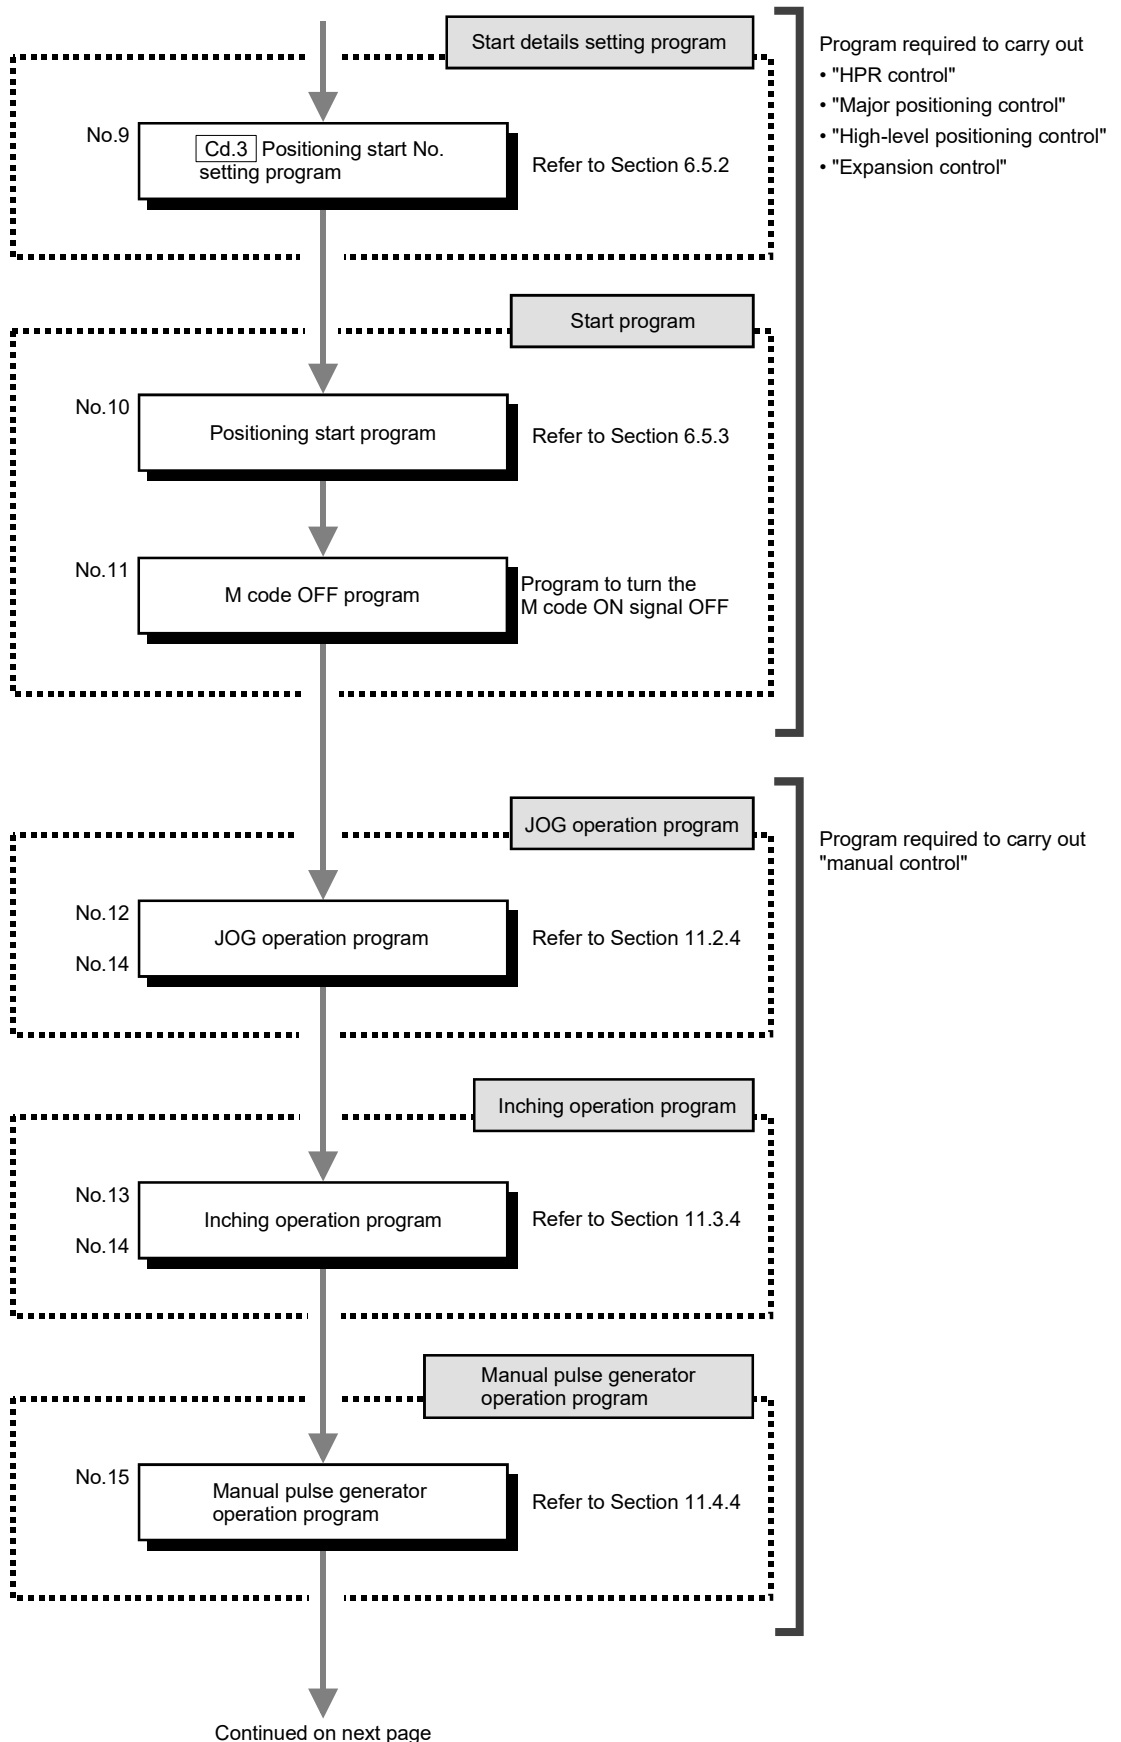 Start details setting program
Program required to carry out
• "HPR control"
• "Major positioning control"
• "High-level positioning control"
• "Expansion control"
No.9
Cd.3 Positioning start No.
setting program
Refer to Section 6.5.2
Start program
No.10
Positioning start program
Refer to Section 6.5.3
No.11
M code OFF program
Program to turn the
M code ON signal OFF
JOG operation program
Program required to carry out
"manual control"
No.12
JOG operation program
Refer to Section 11.2.4
No.14
Inching operation program
No.13
Inching operation program
Refer to Section 11.3.4
No.14
Manual pulse generator
operation program
No.15
Manual pulse generator
operation program
Refer to Section 11.4.4
Continued on next page